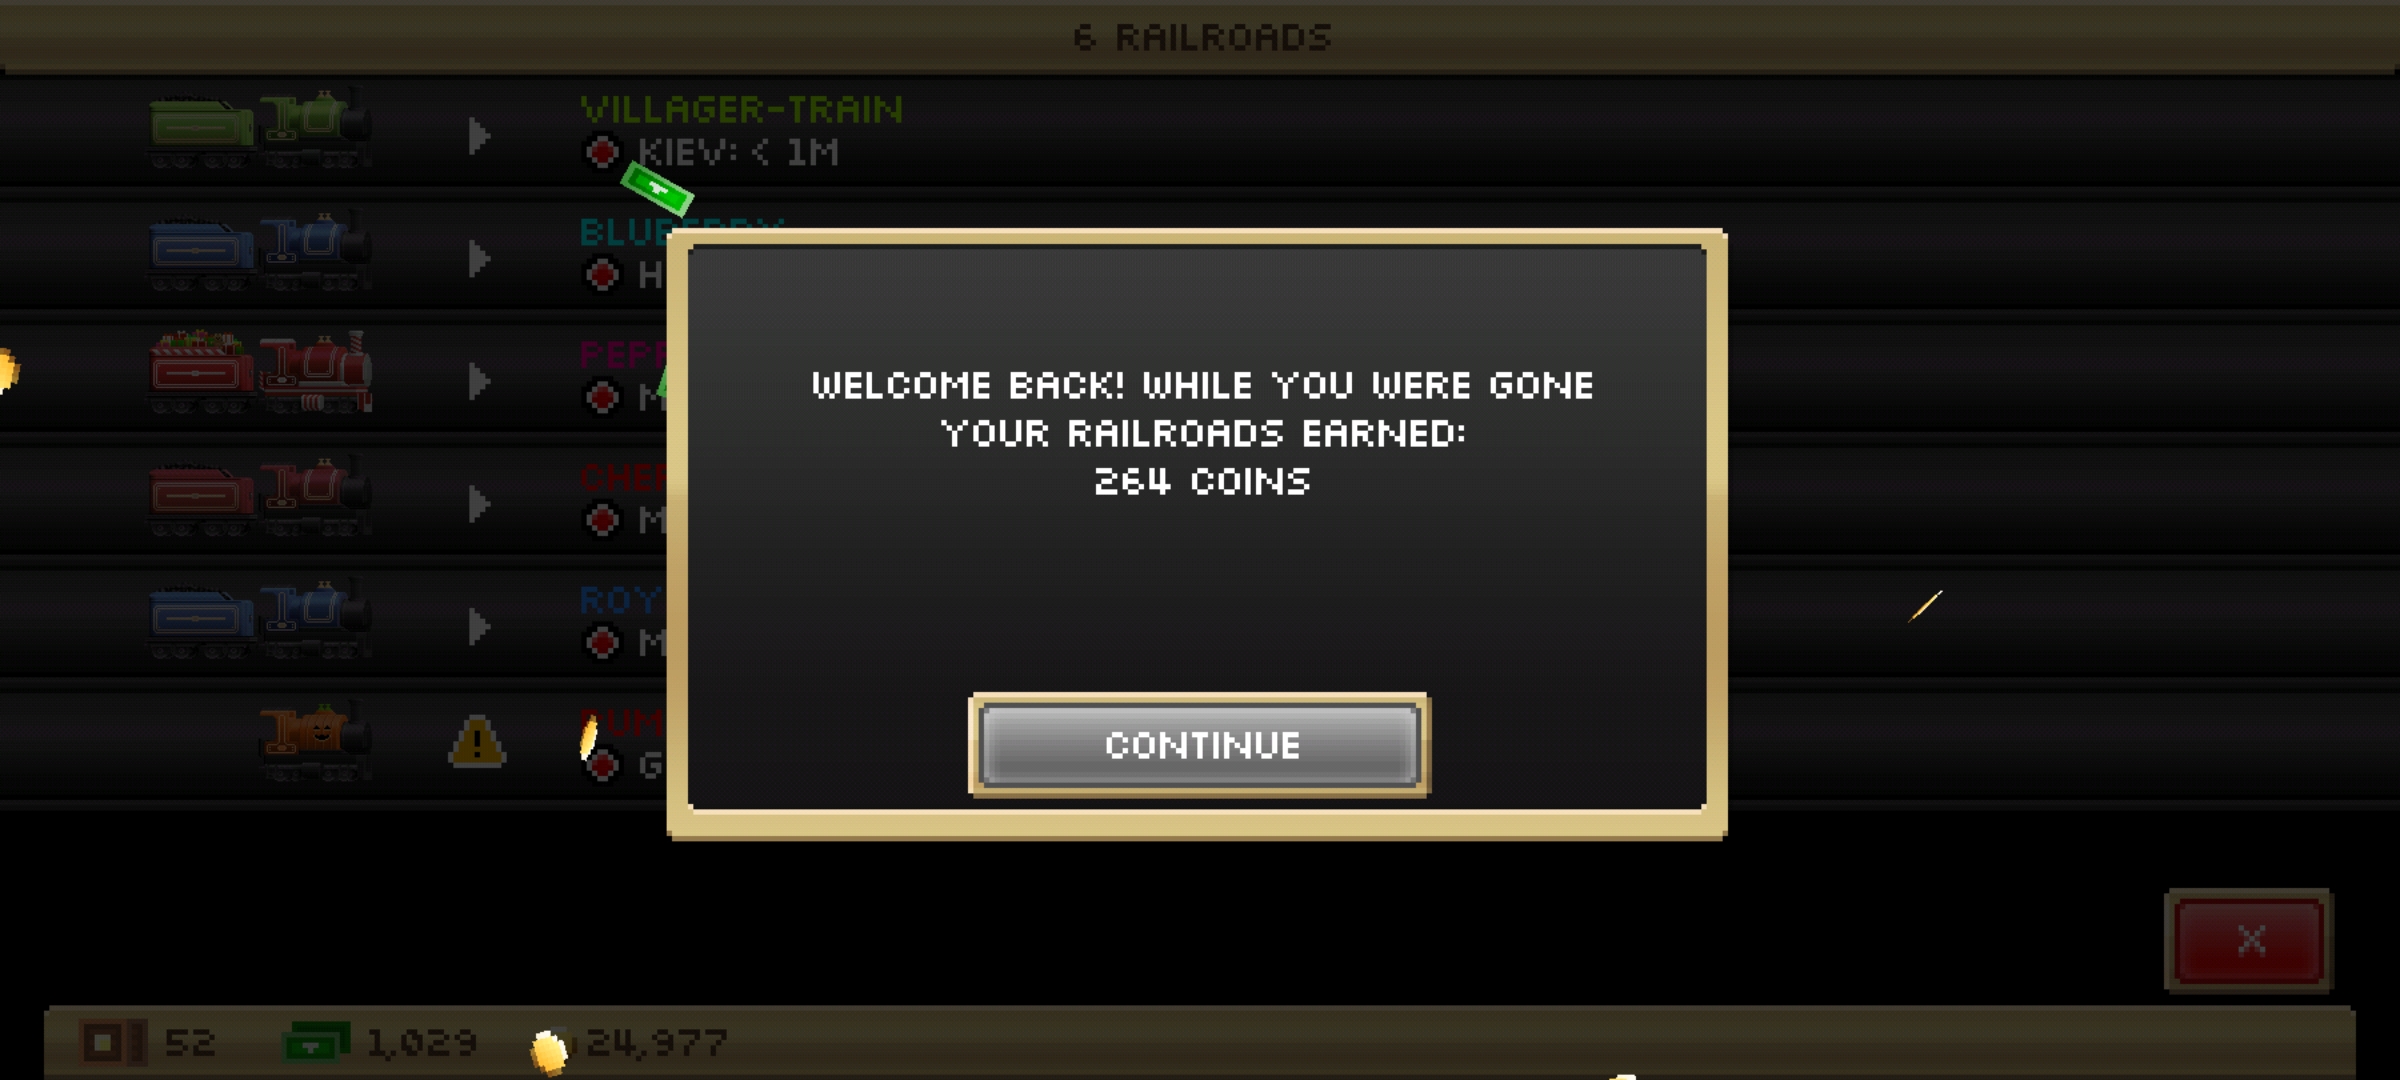 6 RAILROADS
VILLAGER-TRAIN
KIEV: < 1M
WELCOME BACK! WHILE YOU WERE GONE
YOUR RAILROADS EARNED:
264 COINS
CONTINUE
X
52 1,029 24,977